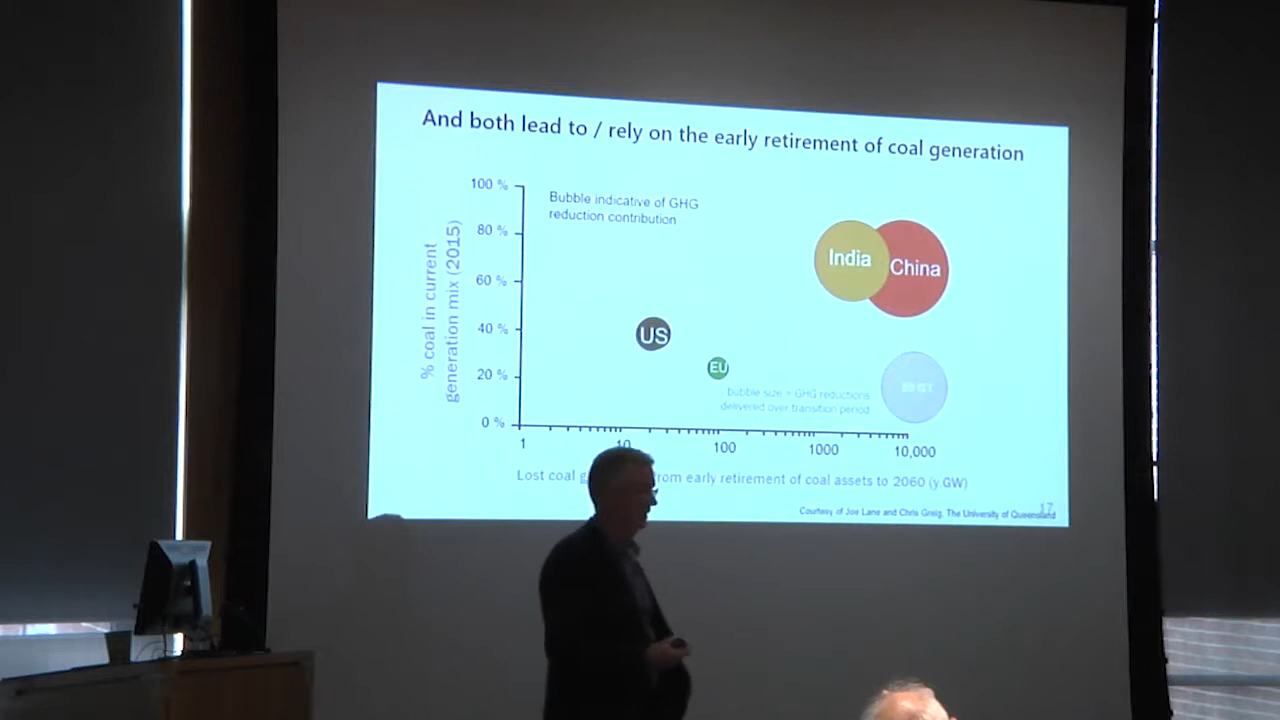 And both lead to / rely on the early retirement of coal generation
100 %
80 %
60 %
40 %
20 %
0 %
% coal in current
generation mix (2015)
Bubble indicative of GHG
reduction contribution
India
China
US
EU
bubble size = GHG reductions
delivered over transition period
1
10
100
1000
10,000
Lost coal from early retirement of coal assets to 2060 (y.GW)
17
Courtesy of Joe Lane and Chris Greig, The University of Queensland